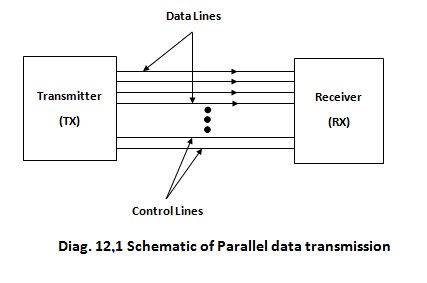 Data Lines
Transmitter
(TX)
Receiver
(RX)
Control Lines
Diag. 12,1 Schematic of Parallel data transmission